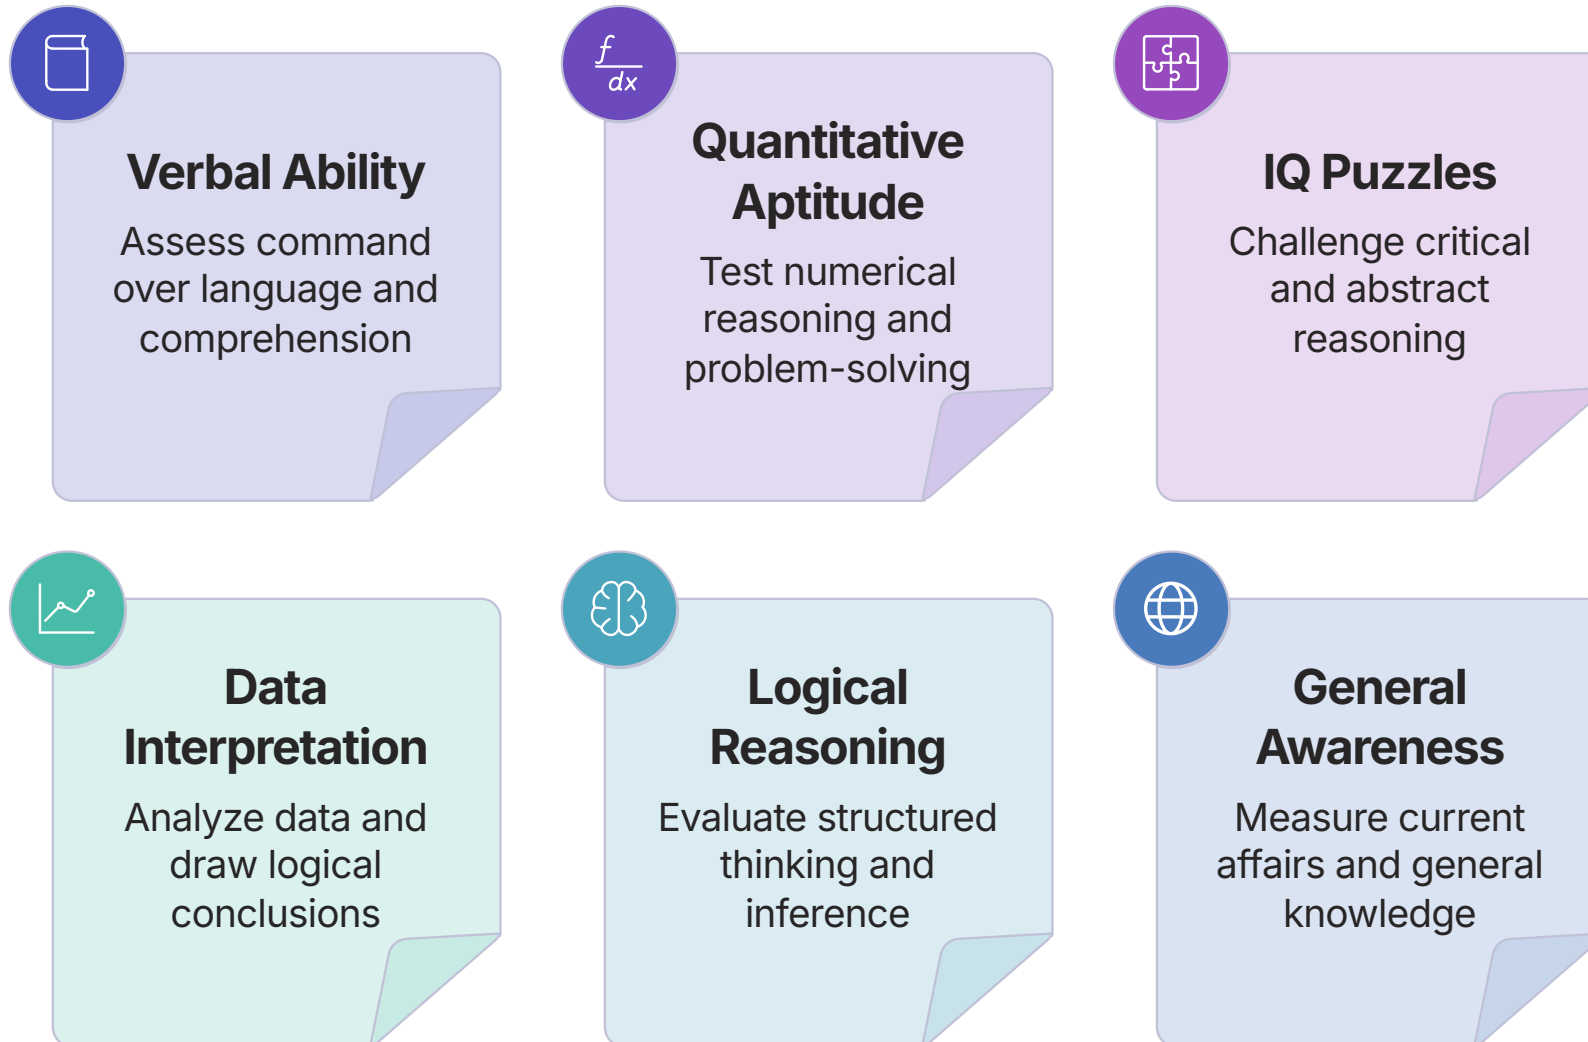 Verbal Ability
Assess command
over language and
comprehension
f
dx
Quantitative
Aptitude
Test numerical
reasoning and
problem-solving
IQ Puzzles
Challenge critical
and abstract
reasoning
Data
Interpretation
Analyze data and
draw logical
conclusions
Logical
Reasoning
Evaluate structured
thinking and
inference
General
Awareness
Measure current
affairs and general
knowledge